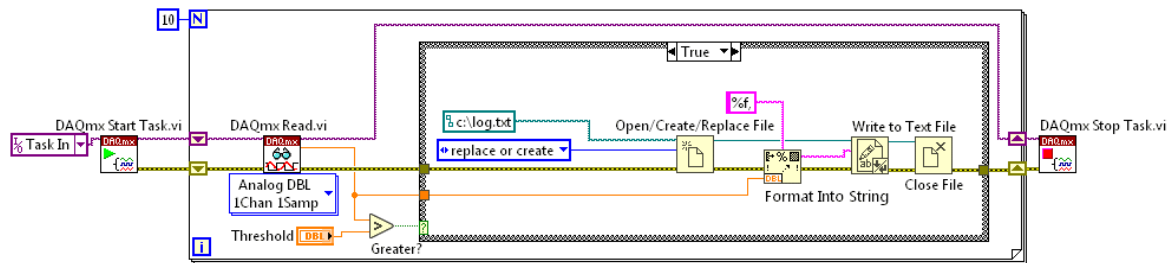 10
N
True
%f,
c:\log.txt
DAQmx Start Task.vi
DAQmx Read.vi
Open/Create/Replace File
Write to Text File
DAQmx Stop Task.vi
Task In
DAQmx
DAQmx
replace or create
DAQmx
%
ab
DBL
Close File
Analog DBL
1Chan 1Samp
Format Into String
Threshold
DBL
>
?
Greater?
i